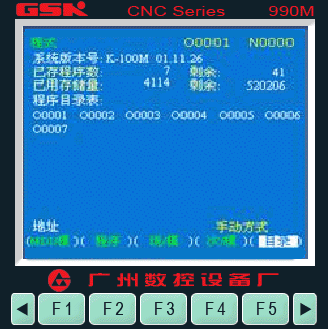 GSK CNC Series 990M
程式 O0001 N0000
系统版本号: K-100M 01.11.26
已存程序数: 7 剩余: 41
已用存储量: 4114 剩余: 520206
程序目录表:
O0001 O0002 O0003 O0004 O0005 O0006
O0007
地址 手动方式
(MDI/模 )( 程序 )( 现/模 )( 次/模 )( 目录 )
广州数控设备厂
F1 F2 F3 F4 F5